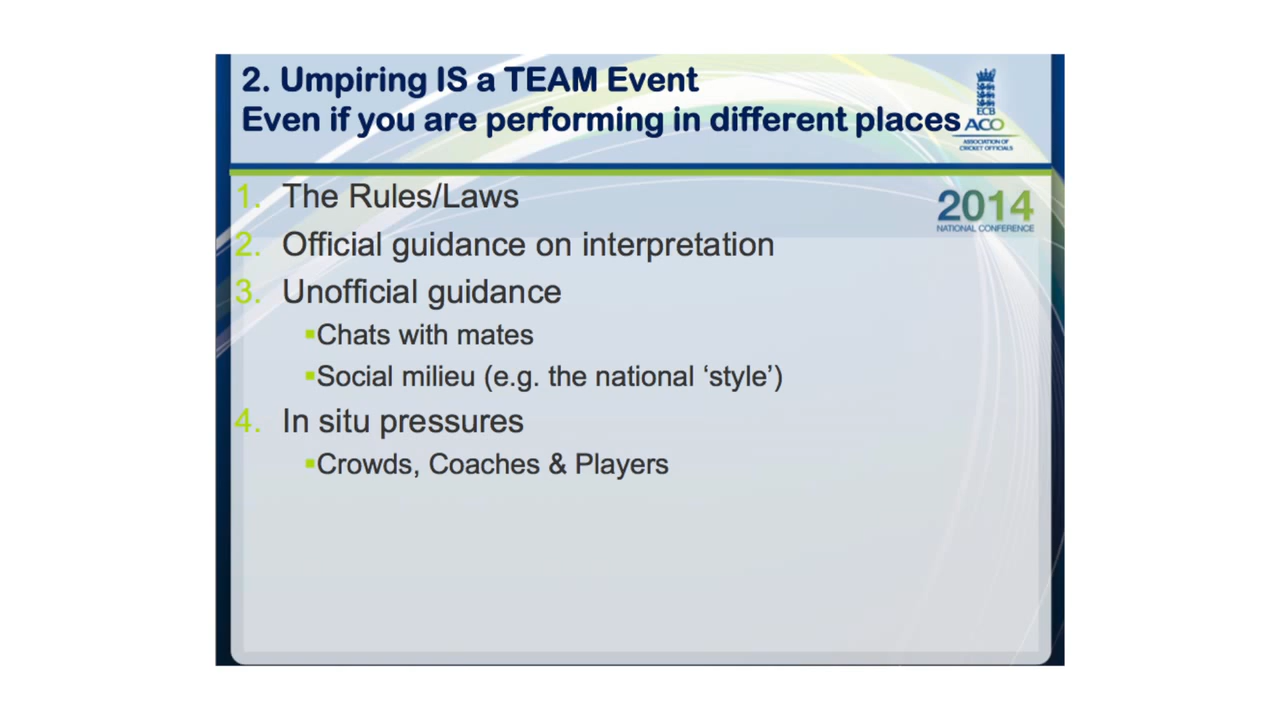 2. Umpiring IS a TEAM Event
Even if you are performing in different places
ECB
ACO
ASSOCIATION OF
CRICKET OFFICIALS
2014
NATIONAL CONFERENCE
1. The Rules/Laws
2. Official guidance on interpretation
3. Unofficial guidance
▪Chats with mates
▪Social milieu (e.g. the national ‘style’)
4. In situ pressures
▪Crowds, Coaches & Players